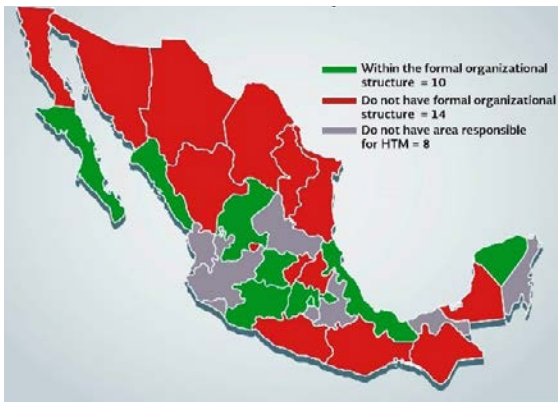 Within the formal organizational
structure = 10
Do not have formal organizational
structure = 14
Do not have area responsible
for HTM = 8